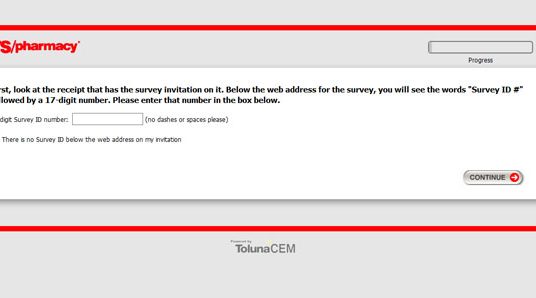 /pharmacy
Progress
look at the receipt that has the survey invitation on it. Below the web address for the survey, you will see the words "Survey ID #"
by a 17-digit number. Please enter that number in the box below.
digit Survey ID number: (no dashes or spaces please)
There is no Survey ID below the web address on my invitation
CONTINUE
Powered by
TolunaCEM